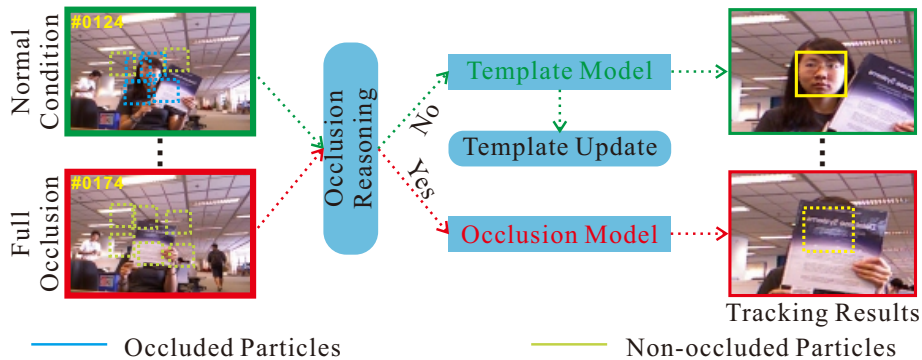 Normal
Condition
#0124
Occlusion
Reasoning
No
Yes
Template Model
Template Update
Full
Occlusion
#0174
Occlusion Model
Tracking Results
Occluded Particles
Non-occluded Particles